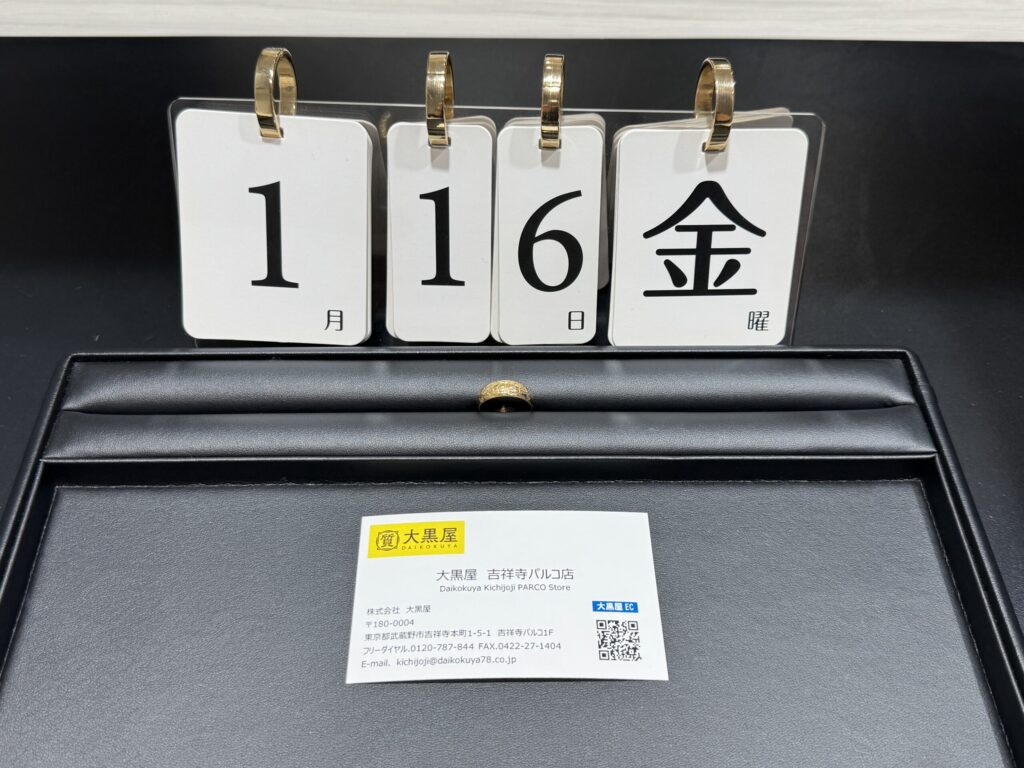 1月 16日 金曜
質 大黒屋
DAIKOKUYA
大黒屋 吉祥寺パルコ店
Daikokuya Kichijoji PARCO Store
大黒屋 EC
株式会社 大黒屋
〒180-0004
東京都武蔵野市吉祥寺本町1-5-1 吉祥寺パルコ1F
フリーダイヤル.0120-787-844 FAX.0422-27-1404
E-mail. kichijoji@daikokuya78.co.jp